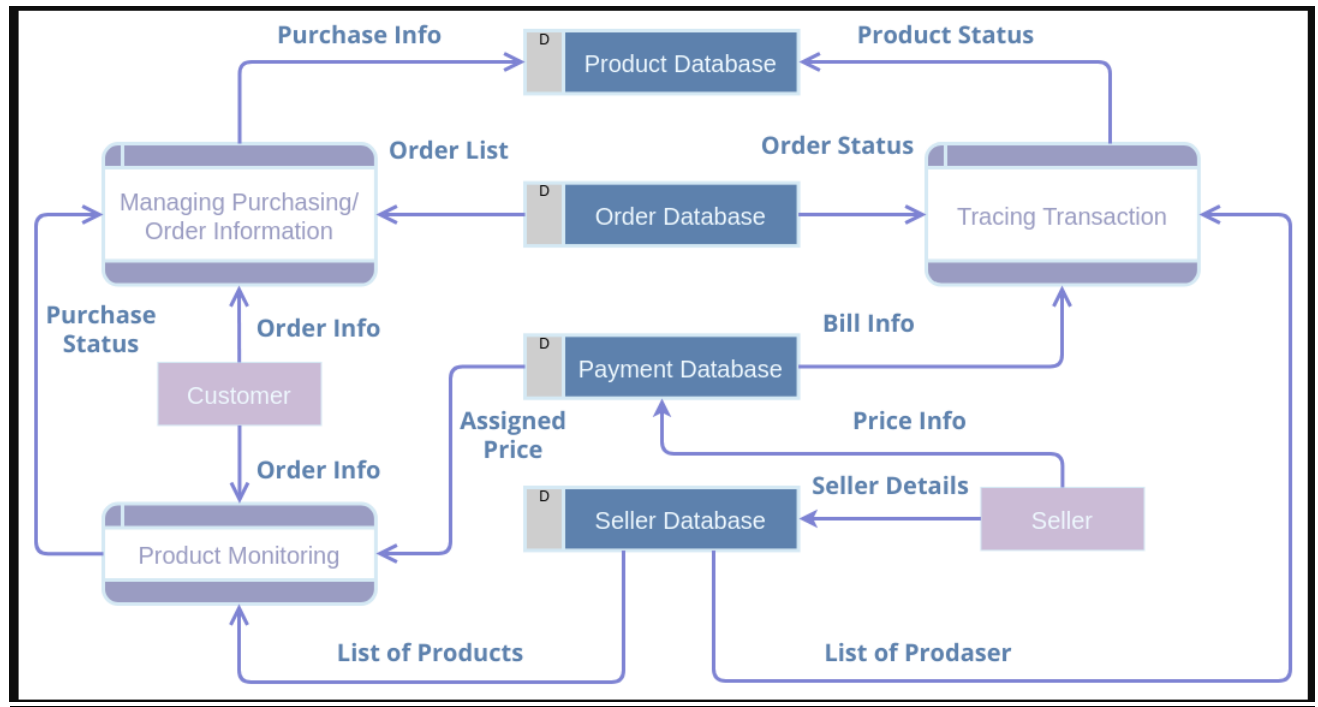 Purchase Info
Product Status
D
Product Database
Order List
Order Status
Managing Purchasing/
Order Information
D
Order Database
Tracing Transaction
Purchase
Status
Order Info
Bill Info
D
Payment Database
Customer
Assigned
Price
Price Info
Order Info
Seller Details
D
Seller Database
Seller
Product Monitoring
List of Products
List of Prodaser